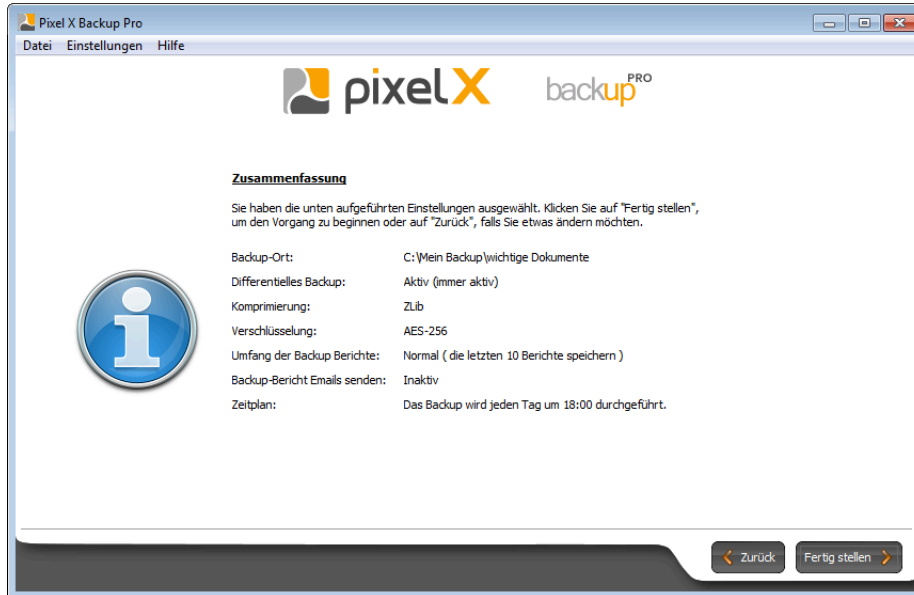 Pixel X Backup Pro
Datei Einstellungen Hilfe
pixelX backup PRO
Zusammenfassung
Sie haben die unten aufgeführten Einstellungen ausgewählt. Klicken Sie auf "Fertig stellen",
um den Vorgang zu beginnen oder auf "Zurück", falls Sie etwas ändern möchten.
Backup-Ort: C:\Mein Backup\wichtige Dokumente
Differentielles Backup: Aktiv (immer aktiv)
Komprimierung: ZLib
Verschlüsselung: AES-256
Umfang der Backup Berichte: Normal ( die letzten 10 Berichte speichern )
Backup-Bericht Emails senden: Inaktiv
Zeitplan: Das Backup wird jeden Tag um 18:00 durchgeführt.
Zurück Fertig stellen